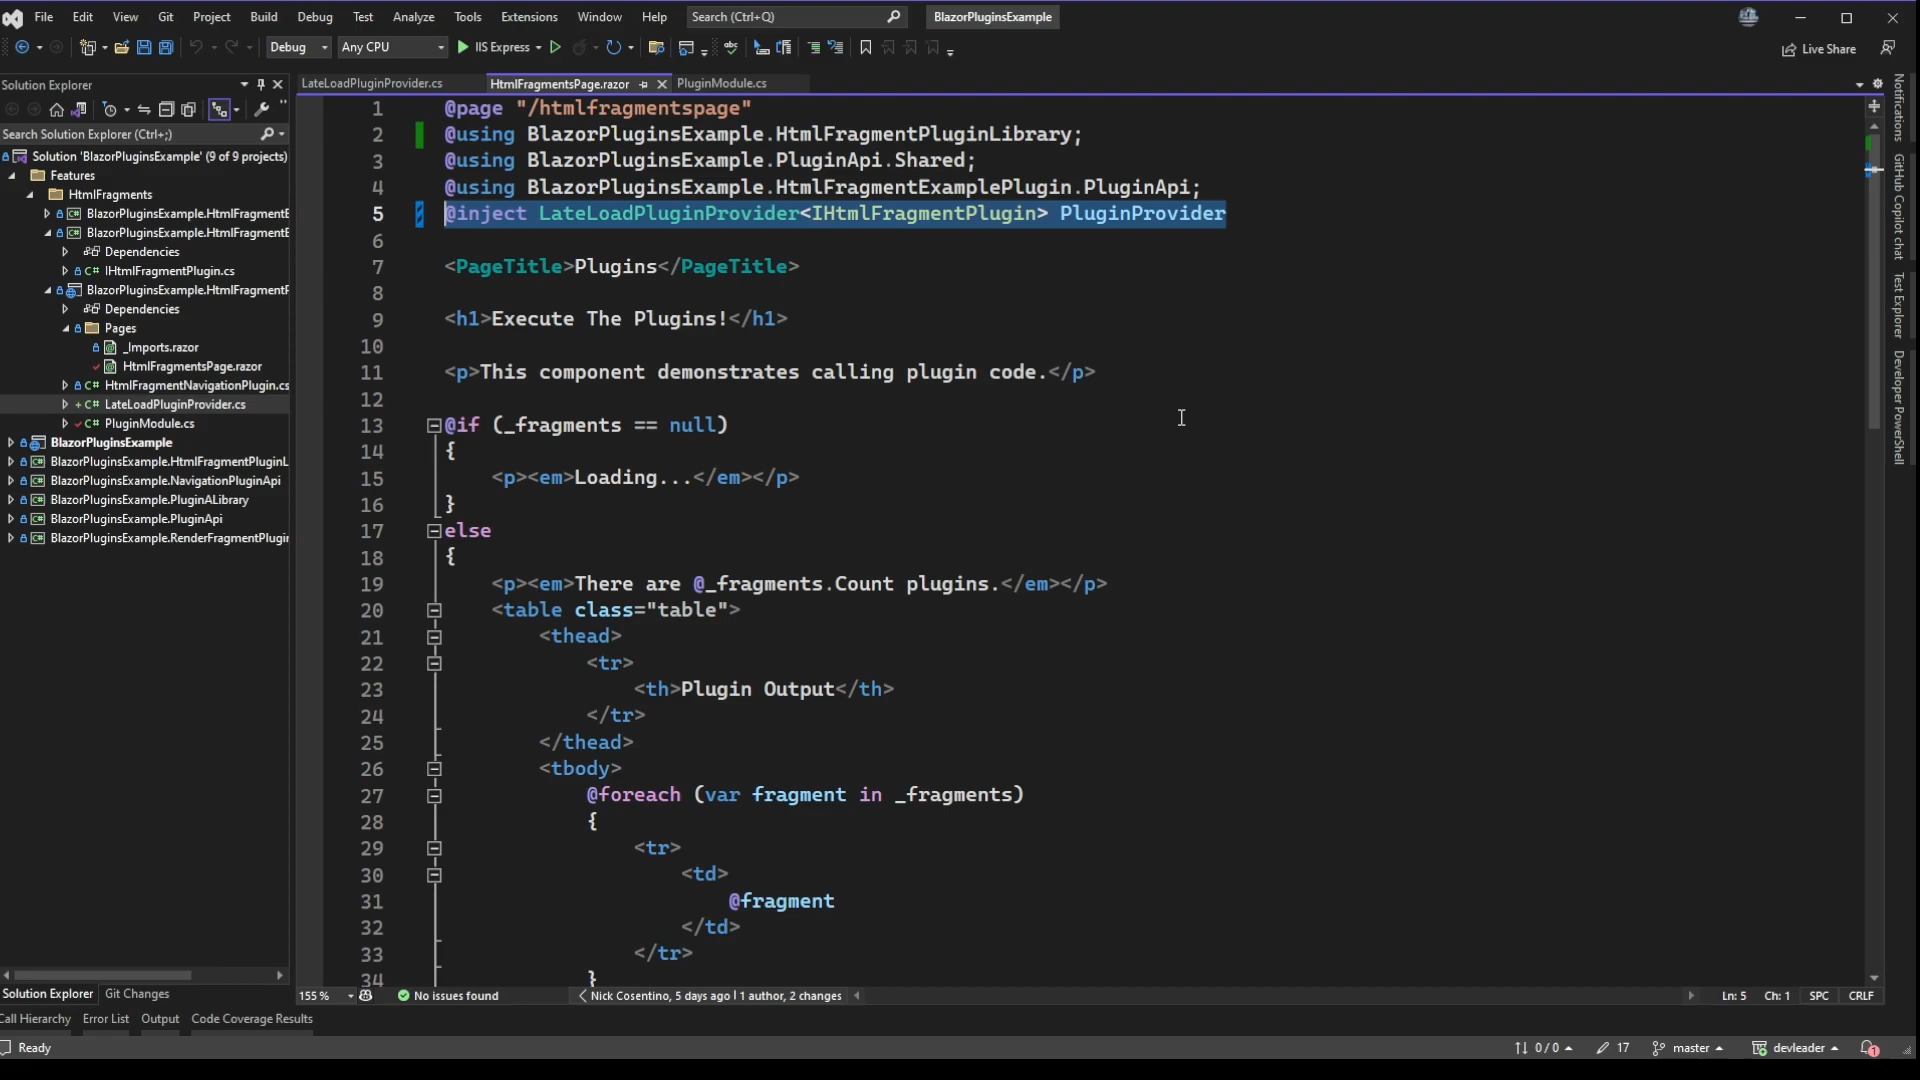 File Edit View Git Project Build Debug Test Analyze Tools Extensions Window Help Search (Ctrl+Q) BlazorPluginsExample
Debug Any CPU IIS Express Live Share
Solution Explorer
Search Solution Explorer (Ctrl+;)
Solution 'BlazorPluginsExample' (9 of 9 projects)
Features
HtmlFragments
BlazorPluginsExample.HtmlFragmentE
BlazorPluginsExample.HtmlFragmentE
Dependencies
IHtmlFragmentPlugin.cs
BlazorPluginsExample.HtmlFragmentP
Dependencies
Pages
_Imports.razor
HtmlFragmentsPage.razor
HtmlFragmentNavigationPlugin.cs
LateLoadPluginProvider.cs
PluginModule.cs
BlazorPluginsExample
BlazorPluginsExample.HtmlFragmentPluginL
BlazorPluginsExample.NavigationPluginApi
BlazorPluginsExample.PluginALibrary
BlazorPluginsExample.PluginApi
BlazorPluginsExample.RenderFragmentPlugin
Solution Explorer Git Changes
LateLoadPluginProvider.cs HtmlFragmentsPage.razor PluginModule.cs
1 @page "/htmlfragmentspage"
2 @using BlazorPluginsExample.HtmlFragmentPluginLibrary;
3 @using BlazorPluginsExample.PluginApi.Shared;
4 @using BlazorPluginsExample.HtmlFragmentExamplePlugin.PluginApi;
5 @inject LateLoadPluginProvider<IHtmlFragmentPlugin> PluginProvider
6
7 <PageTitle>Plugins</PageTitle>
8
9 <h1>Execute The Plugins!</h1>
10
11 <p>This component demonstrates calling plugin code.</p>
12
13 @if (_fragments == null)
14 {
15 <p><em>Loading...</em></p>
16 }
17 else
18 {
19 <p><em>There are @_fragments.Count plugins.</em></p>
20 <table class="table">
21 <thead>
22 <tr>
23 <th>Plugin Output</th>
24 </tr>
25 </thead>
26 <tbody>
27 @foreach (var fragment in _fragments)
28 {
29 <tr>
30 <td>
31 @fragment
32 </td>
33 </tr>
34 }
155 % No issues found Nick Cosentino, 5 days ago | 1 author, 2 changes Ln: 5 Ch: 1 SPC CRLF
Notifications
GitHub Copilot chat
Test Explorer
Developer PowerShell
Call Hierarchy Error List Output Code Coverage Results
Ready 0 / 0 17 master devleader 1